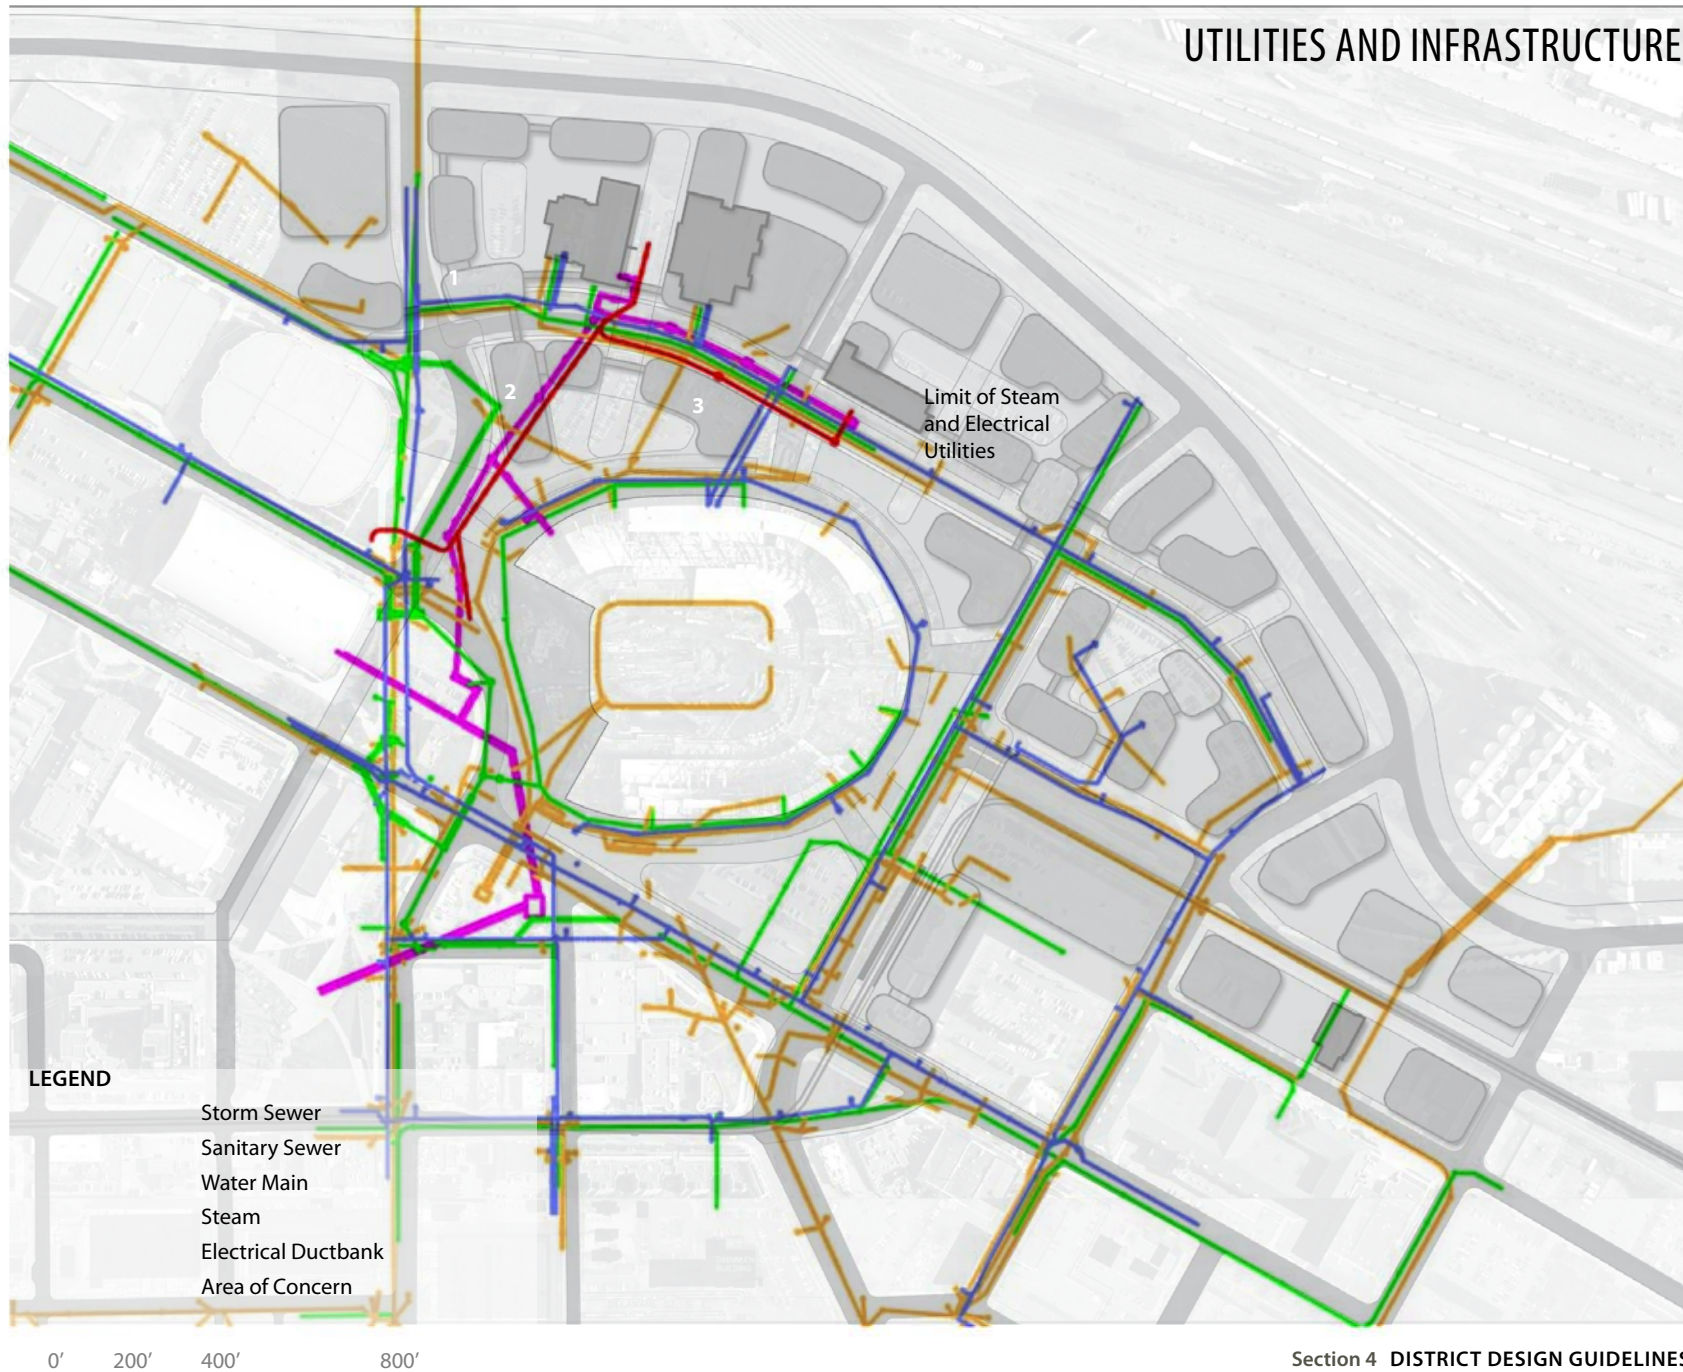 UTILITIES AND INFRASTRUCTURE
1
2
3
Limit of Steam
and Electrical
Utilities
LEGEND
Storm Sewer
Sanitary Sewer
Water Main
Steam
Electrical Ductbank
Area of Concern
0’ 200’ 400’ 800’
Section 4 DISTRICT DESIGN GUIDELINES